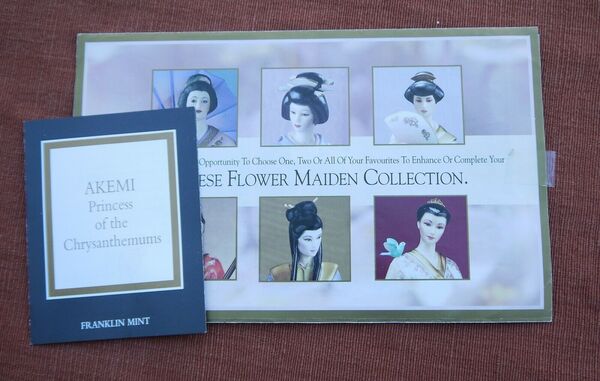 AKEMI
Princess
of the
Chrysanthemums
FRANKLIN MINT
Opportunity To Choose One, Two Or All Of Your Favourites To Enhance Or Complete Your
ESE FLOWER MAIDEN COLLECTION.